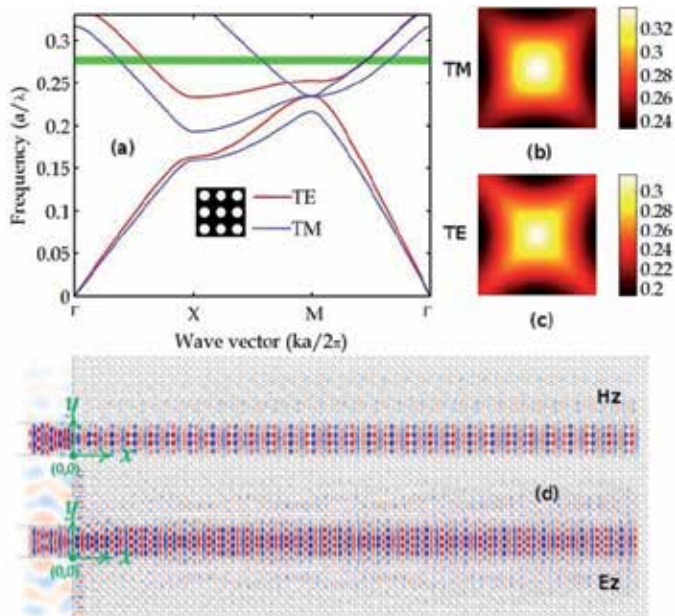 0.3
0.25
0.2
0.15
0.1
0.05
0
Frequency (a/λ)
(a)
TE
TM
Γ X M Γ
Wave vector (ka/2π)
TM
0.32
0.3
0.28
0.26
0.24
(b)
TE
0.3
0.28
0.26
0.24
0.22
0.2
(c)
Hz
y
x
(0,0)
(d)
y
x
(0,0)
Ez